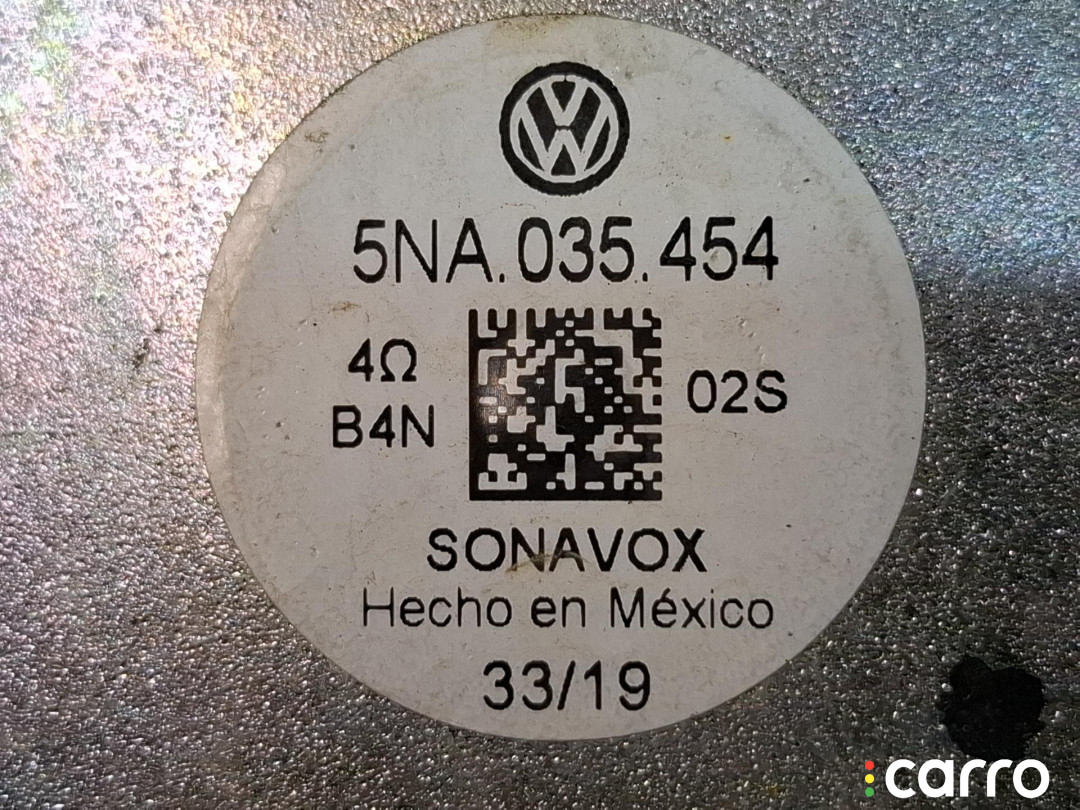 5NA.035.454
4Ω
B4N
02S
SONAVOX
Hecho en México
33/19
carro